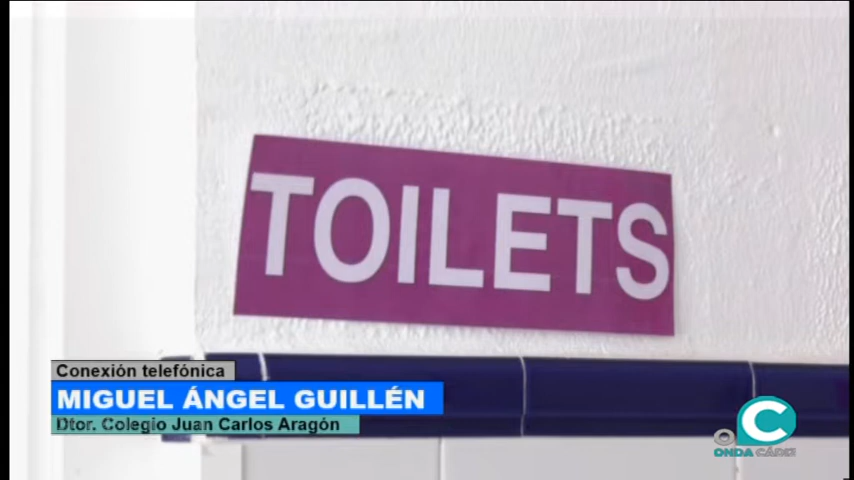 TOILETS
Conexión telefónica
MIGUEL ÁNGEL GUILLÉN
Dtor. Colegio Juan Carlos Aragón
ONDA CÁDIZ